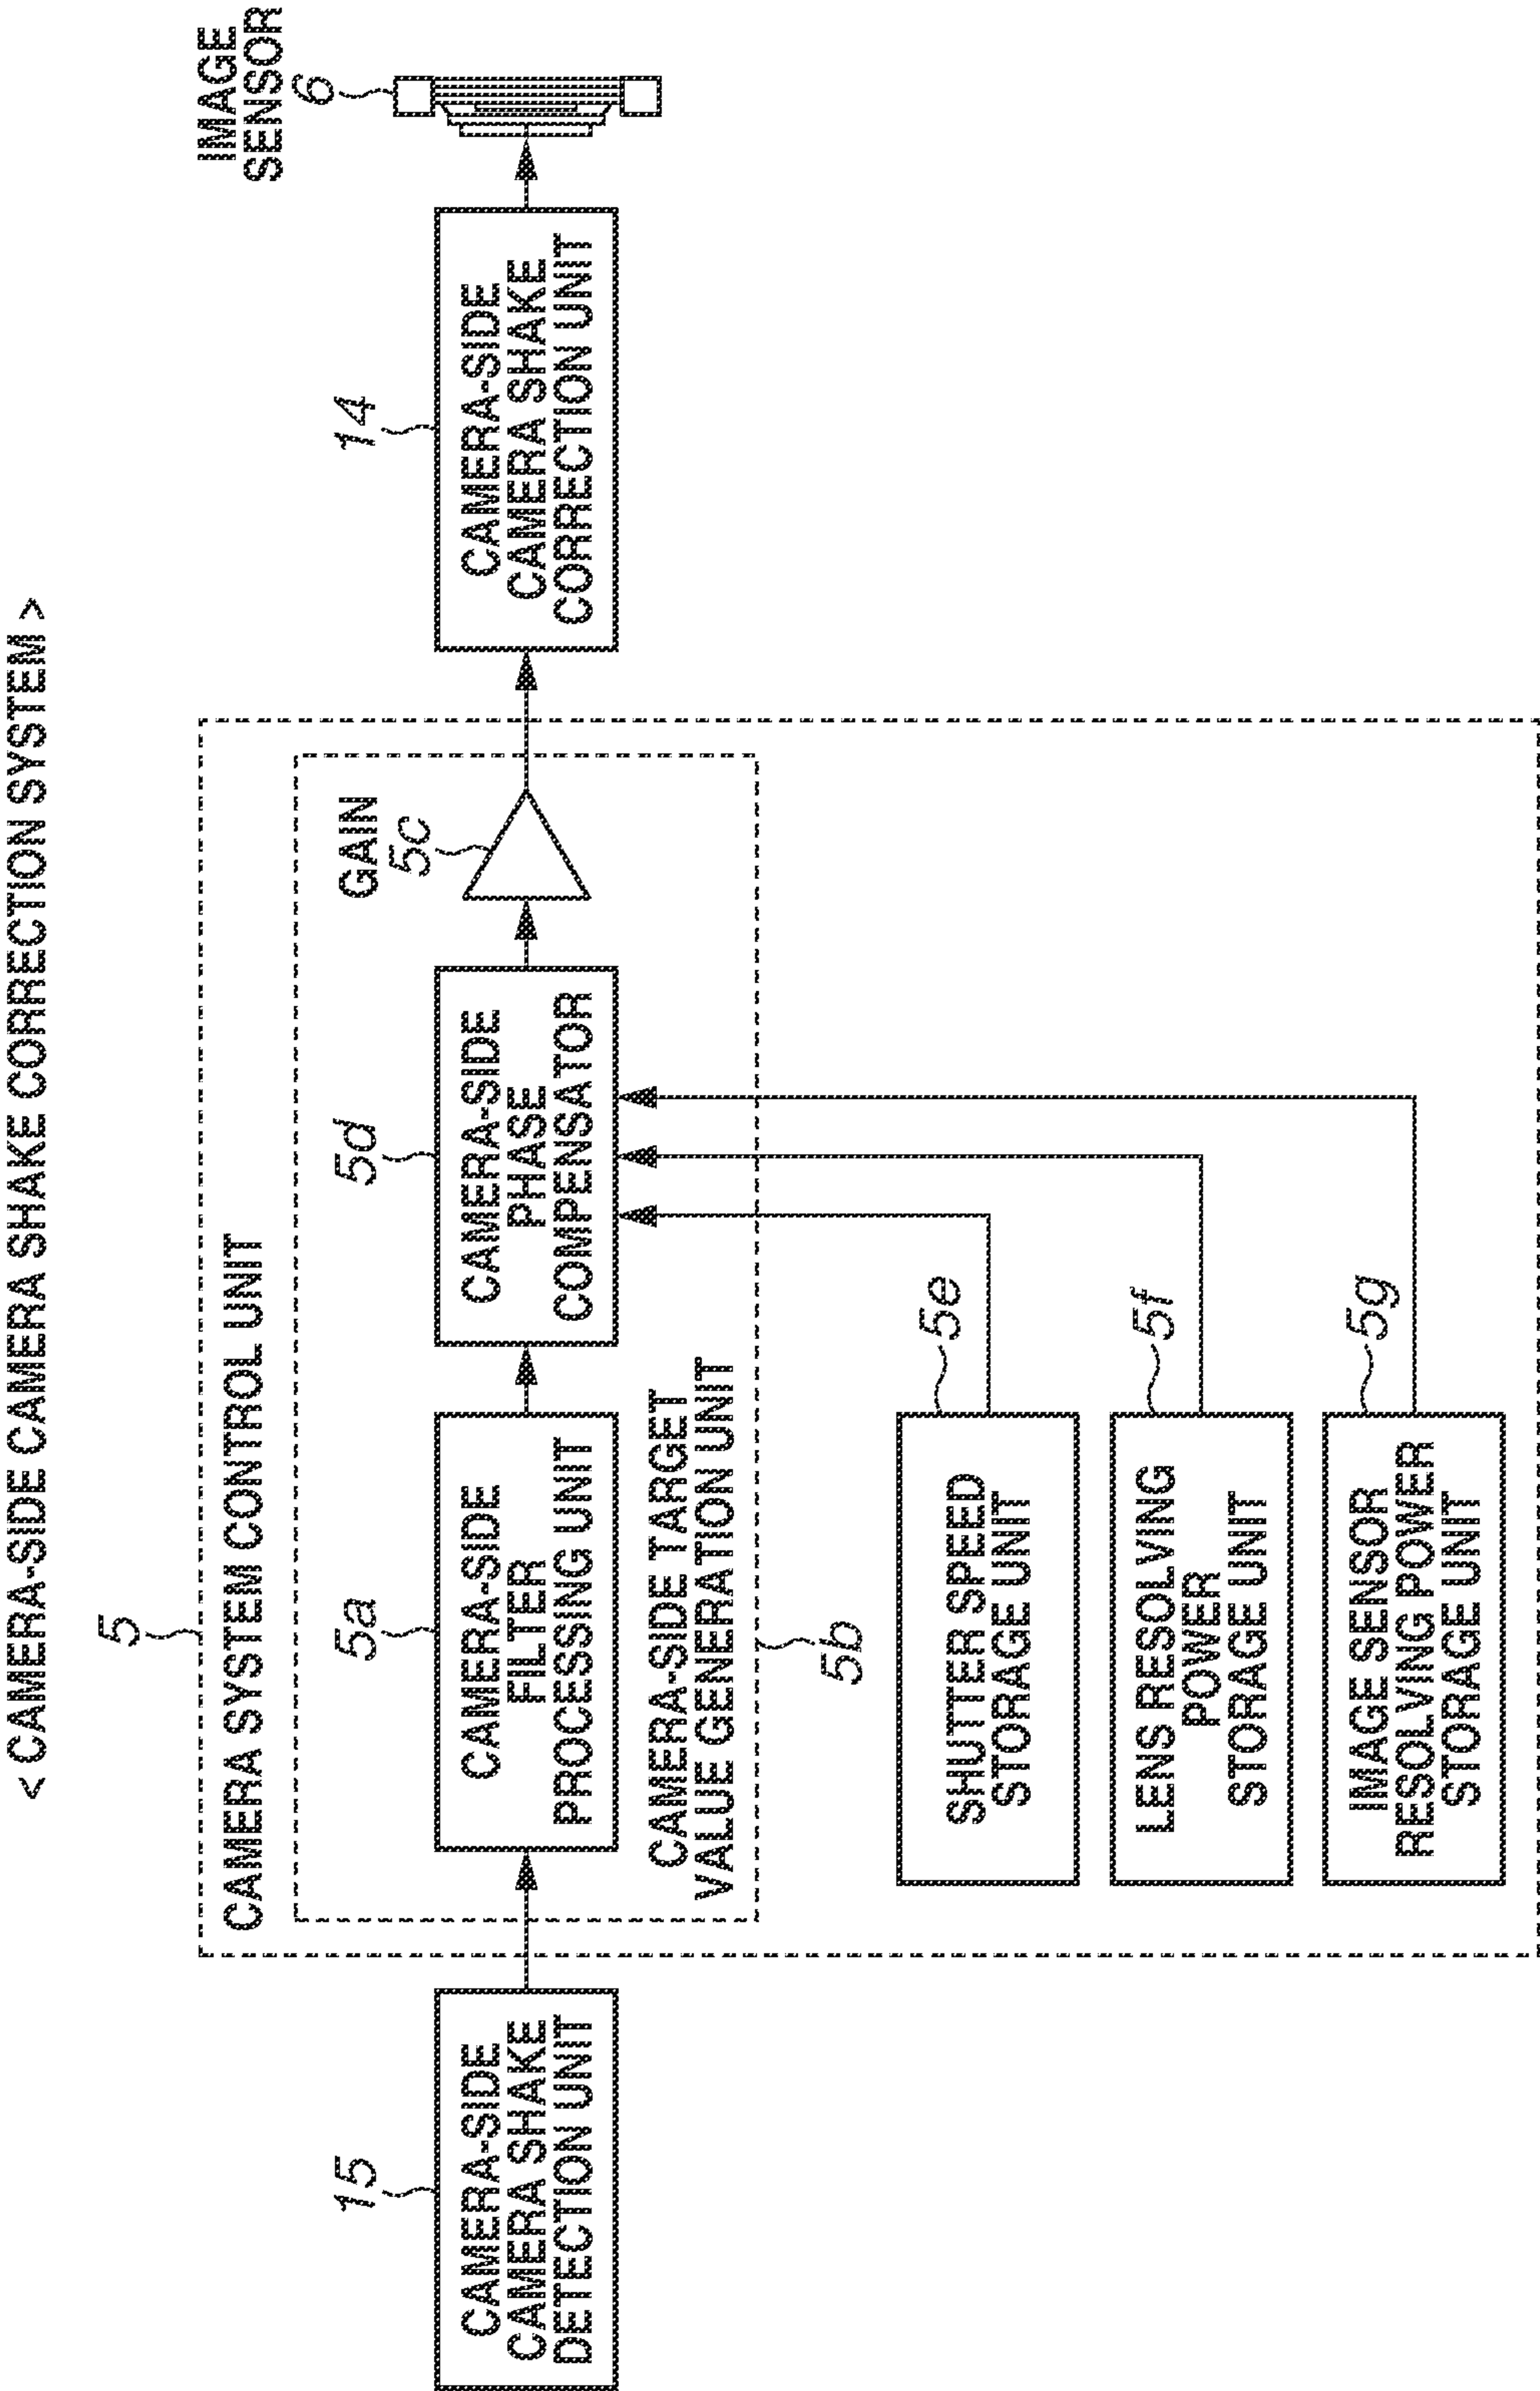 < CAMERA-SIDE CAMERA SHAKE CORRECTION SYSTEM >
5
CAMERA SYSTEM CONTROL UNIT
15
CAMERA-SIDE
CAMERA SHAKE
DETECTION UNIT
5a
CAMERA-SIDE
FILTER
PROCESSING UNIT
5d
CAMERA-SIDE
PHASE
COMPENSATOR
GAIN
5c
14
CAMERA-SIDE
CAMERA SHAKE
CORRECTION UNIT
IMAGE
SENSOR
6
CAMERA-SIDE TARGET
VALUE GENERATION UNIT
5b
SHUTTER SPEED
STORAGE UNIT
5e
LENS RESOLVING
POWER
STORAGE UNIT
5f
IMAGE SENSOR
RESOLVING POWER
STORAGE UNIT
5g